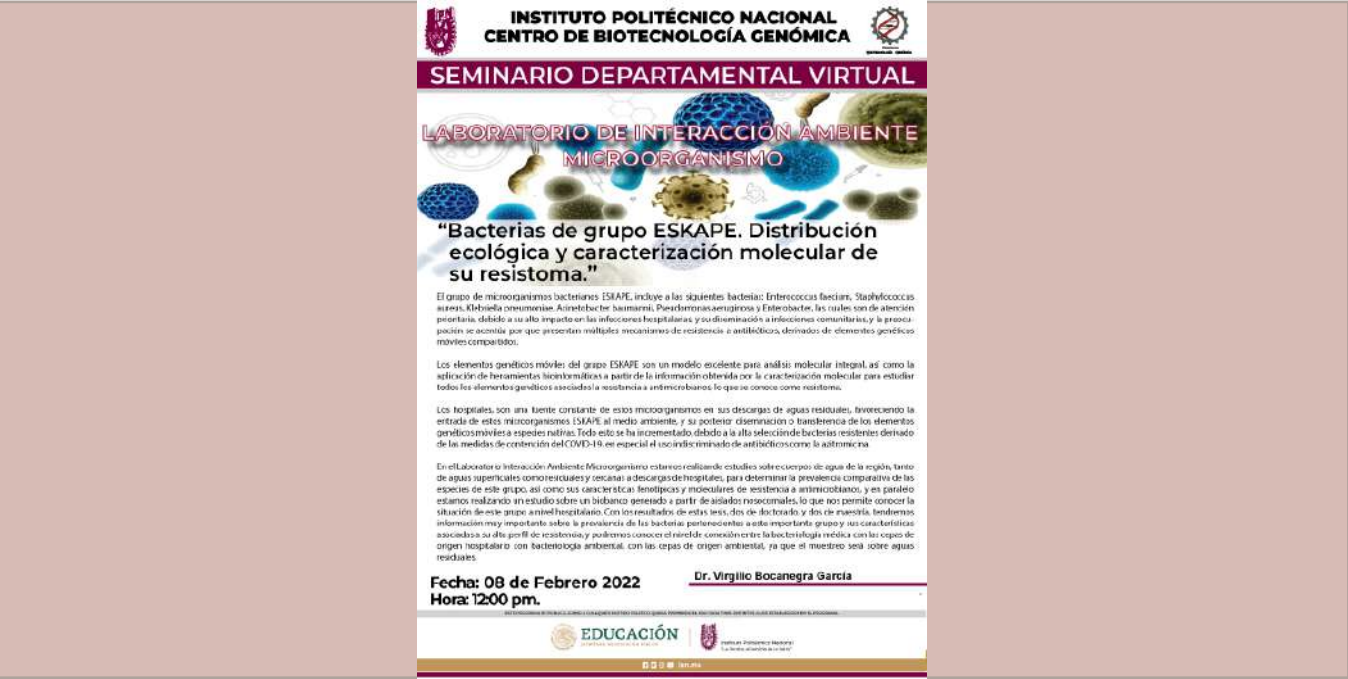 INSTITUTO POLITÉCNICO NACIONAL
CENTRO DE BIOTECNOLOGÍA GENÓMICA
SEMINARIO DEPARTAMENTAL VIRTUAL
LABORATORIO DE INTERACCIÓN AMBIENTE
MICROORGANISMO
“Bacterias de grupo ESKAPE. Distribución
ecológica y caracterización molecular de
su resistoma.”
El grupo de microorganismos bacterianos ESKAPE, incluye a las siguientes bacterias: Enterococcus faecium, Staphylococcus
aureus, Klebsiella pneumoniae, Acinetobacter baumannii, Pseudomonas aeruginosa y Enterobacter, las cuales son de atención
prioritaria, debido a su alto impacto en las infecciones hospitalarias, y su diseminación a infecciones comunitarias, y la preocu-
pación se acentúa por que presentan múltiples mecanismos de resistencia a antibióticos, derivados de elementos genéticos
móviles compartidos.
Los elementos genéticos móviles del grupo ESKAPE son un modelo excelente para análisis molecular integral, así como la
aplicación de herramientas bioinformáticas a partir de la información obtenida por la caracterización molecular para estudiar
todos los elementos genéticos asociados a resistencia a antimicrobianos, lo que se conoce como resistoma.
Los hospitales, son una fuente constante de estos microorganismos en sus descargas de aguas residuales, favoreciendo la
entrada de estos microorganismos ESKAPE al medio ambiente, y su posterior diseminación o transferencia de los elementos
genéticos móviles a especies nativas. Todo esto se ha incrementado, debido a la alta selección de bacterias resistentes derivado
de las medidas de contención del COVID-19, en especial el uso indiscriminado de antibióticos como la azitromicina.
En el Laboratorio Interacción Ambiente Microorganismo estamos realizando estudios sobre cuerpos de agua de la región, tanto
de aguas superficiales como residuales y cercanas a descargas de hospitales, para determinar la prevalencia comparativa de las
especies de este grupo, así como sus características fenotípicas y moleculares de resistencia a antimicrobianos, y en paralelo
estamos realizando un estudio sobre un biobanco generado a partir de aislados nosocomiales, lo que nos permite conocer la
situación de este grupo a nivel hospitalario. Con los resultados de estas tesis, dos de doctorado, y dos de maestría, tendremos
información muy importante sobre la prevalencia de las bacterias pertenecientes a este importante grupo y sus características
asociadas a su alto perfil de resistencia, y podremos conocer el nivel de conexión entre la bacteriología médica con las cepas de
origen hospitalario con bacteriología ambiental, con las cepas de origen ambiental, ya que el muestreo será sobre aguas
residuales.
Dr. Virgilio Bocanegra García
Fecha: 08 de Febrero 2022
Hora: 12:00 pm.
EDUCACIÓN
Instituto Politécnico Nacional
ipn.mx